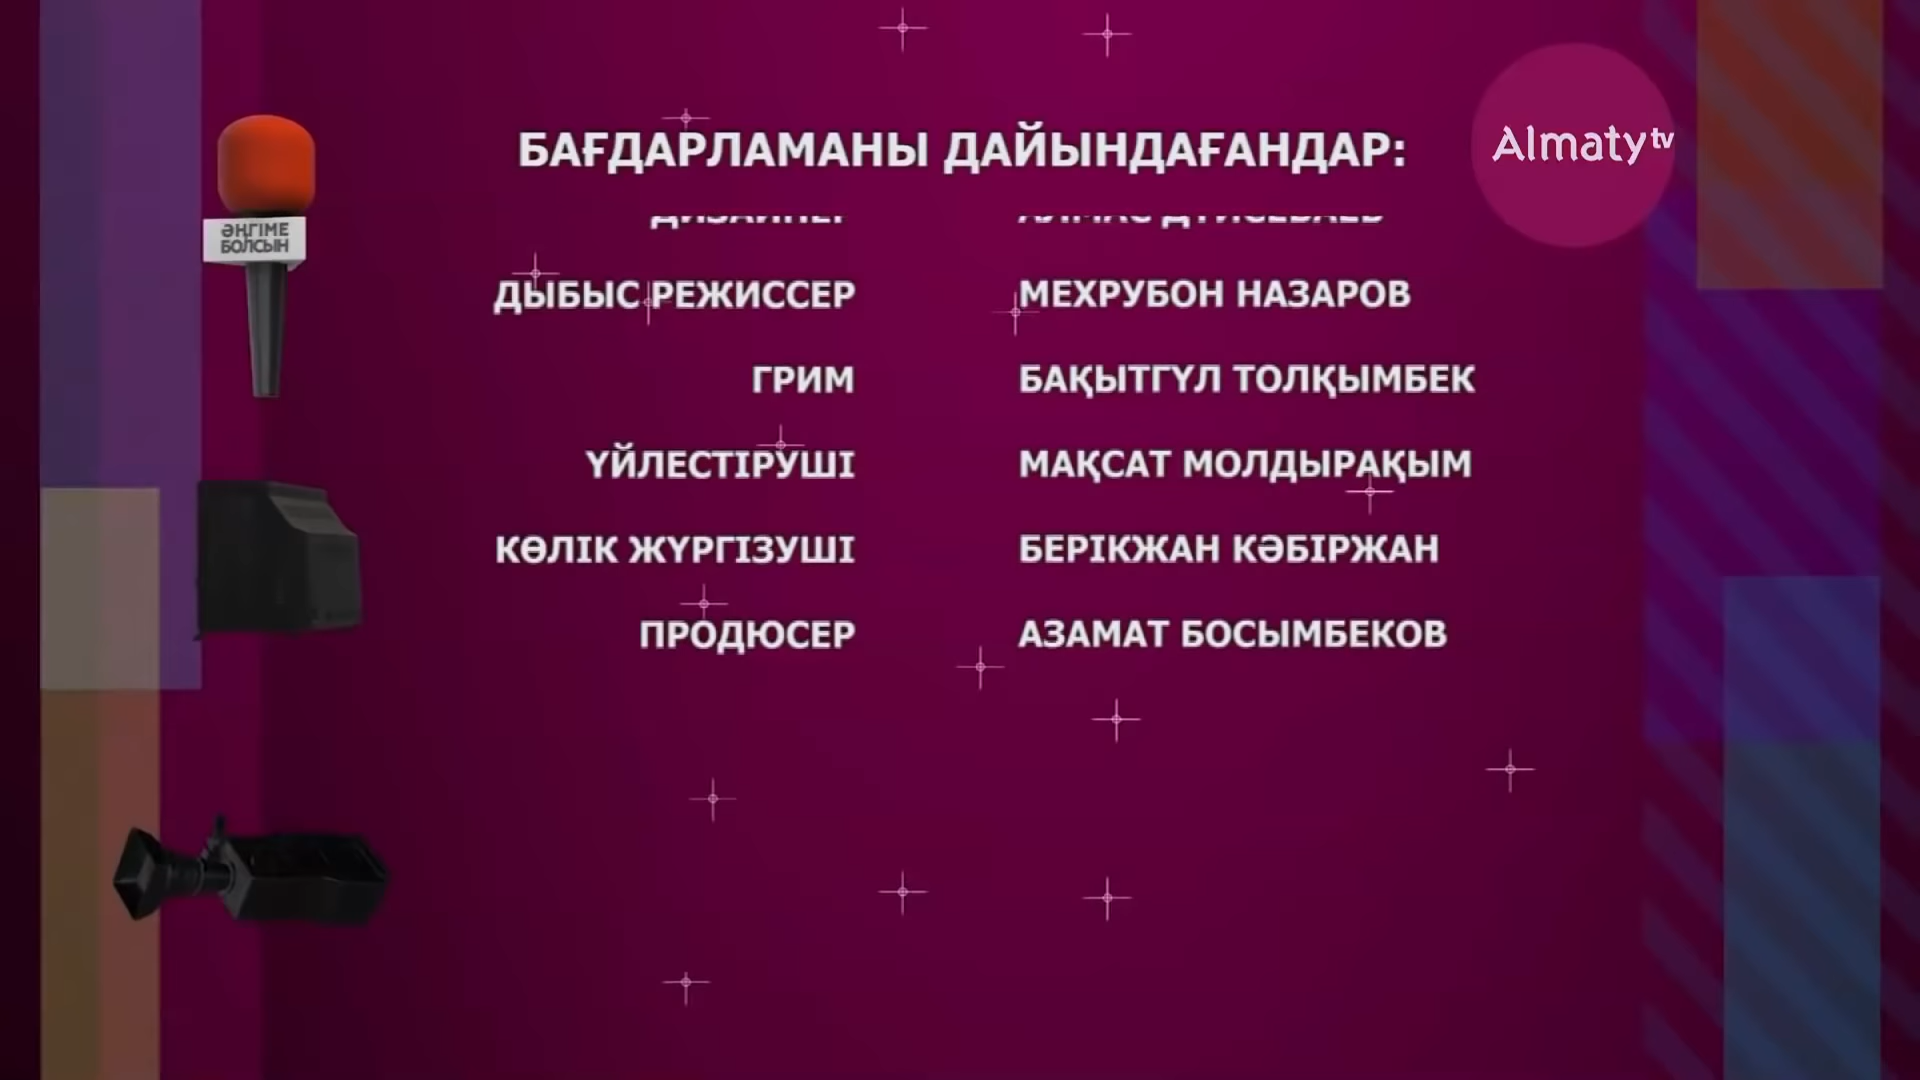 БАҒДАРЛАМАНЫ ДАЙЫНДАҒАНДАР:
Almaty tv
ӘҢГІМЕ
БОЛСЫН
ДЫБЫС РЕЖИССЕР МЕХРУБОН НАЗАРОВ
ГРИМ БАҚЫТГҮЛ ТОЛҚЫМБЕК
ҮЙЛЕСТІРУШІ МАҚСАТ МОЛДЫРАҚЫМ
КӨЛІК ЖҮРГІЗУШІ БЕРІКЖАН КӘБІРЖАН
ПРОДЮСЕР АЗАМАТ БОСЫМБЕКОВ